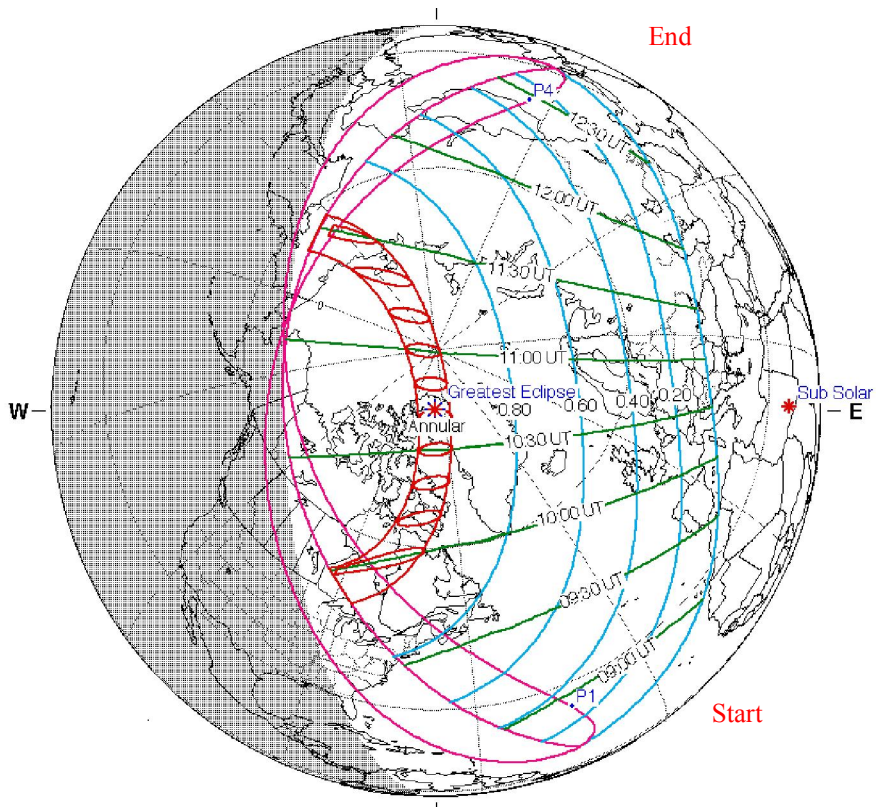 End
P4
12:30 UT
12:00 UT
11:30 UT
0
11:00 UT
Greatest Eclipse
Sub Solar
W
E
0.80
0.60
0.40
0.20
Annular
10:30 UT
10:00 UT
09:30 UT
09:00 UT
P1
Start